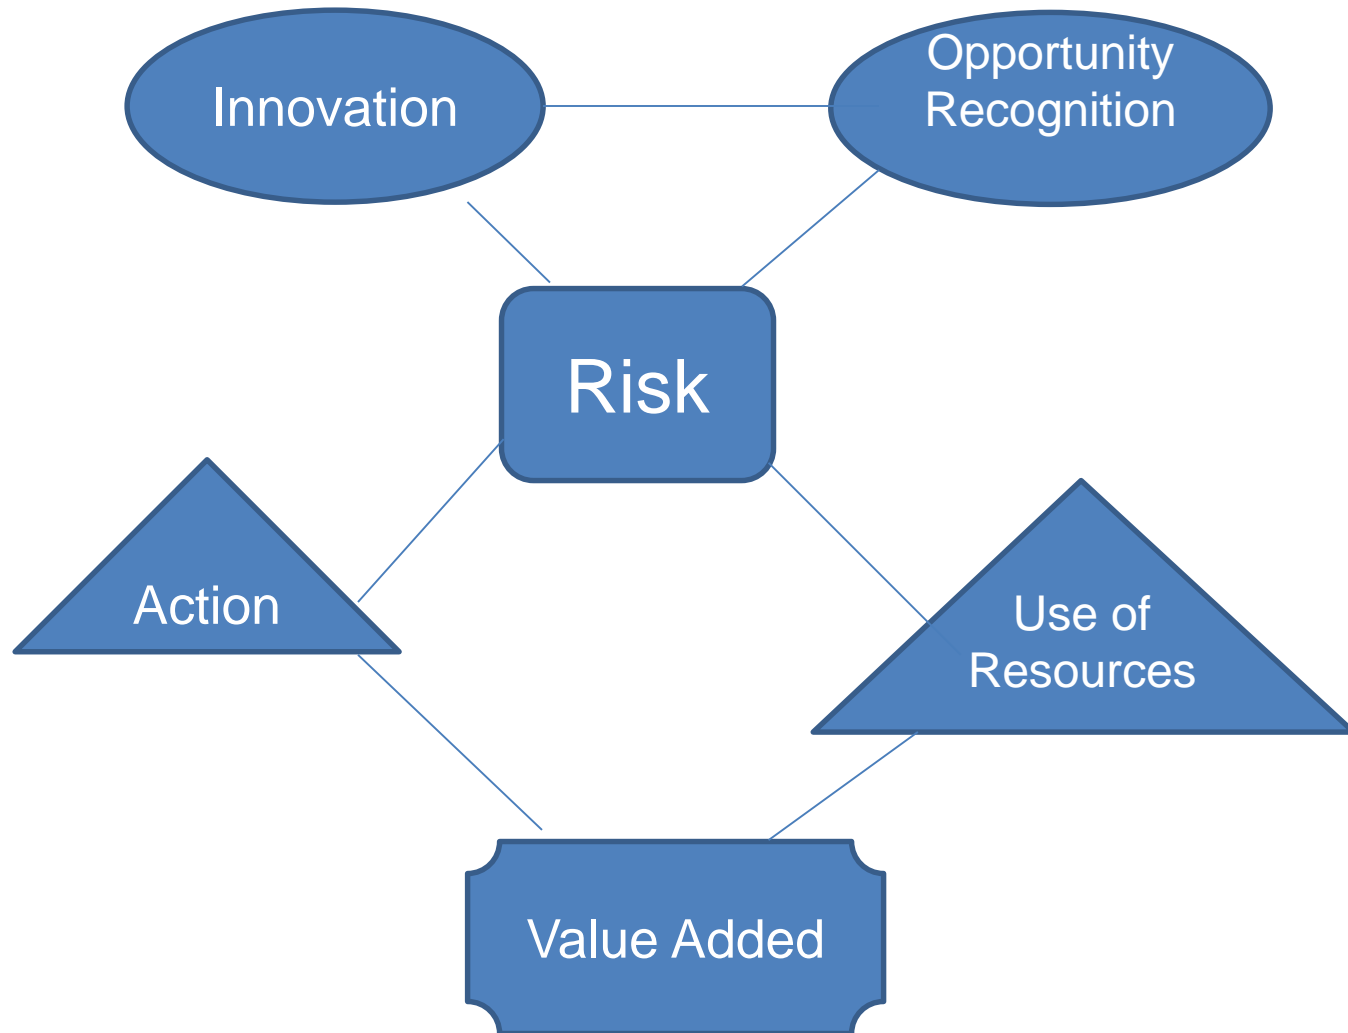 Innovation
Opportunity
Recognition
Risk
Action
Use of
Resources
Value Added